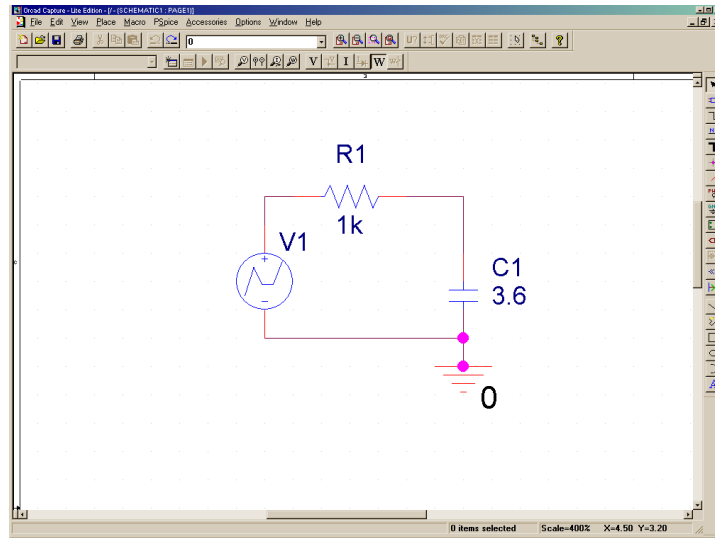 Orcad Capture - Lite Edition - [/ - (SCHEMATIC1 : PAGE1)]
File Edit View Place Macro PSpice Accessories Options Window Help
0
U?
V I W
3
R1
1k
V1
C1
3.6
0
0 items selected Scale=400% X=4.50 Y=3.20